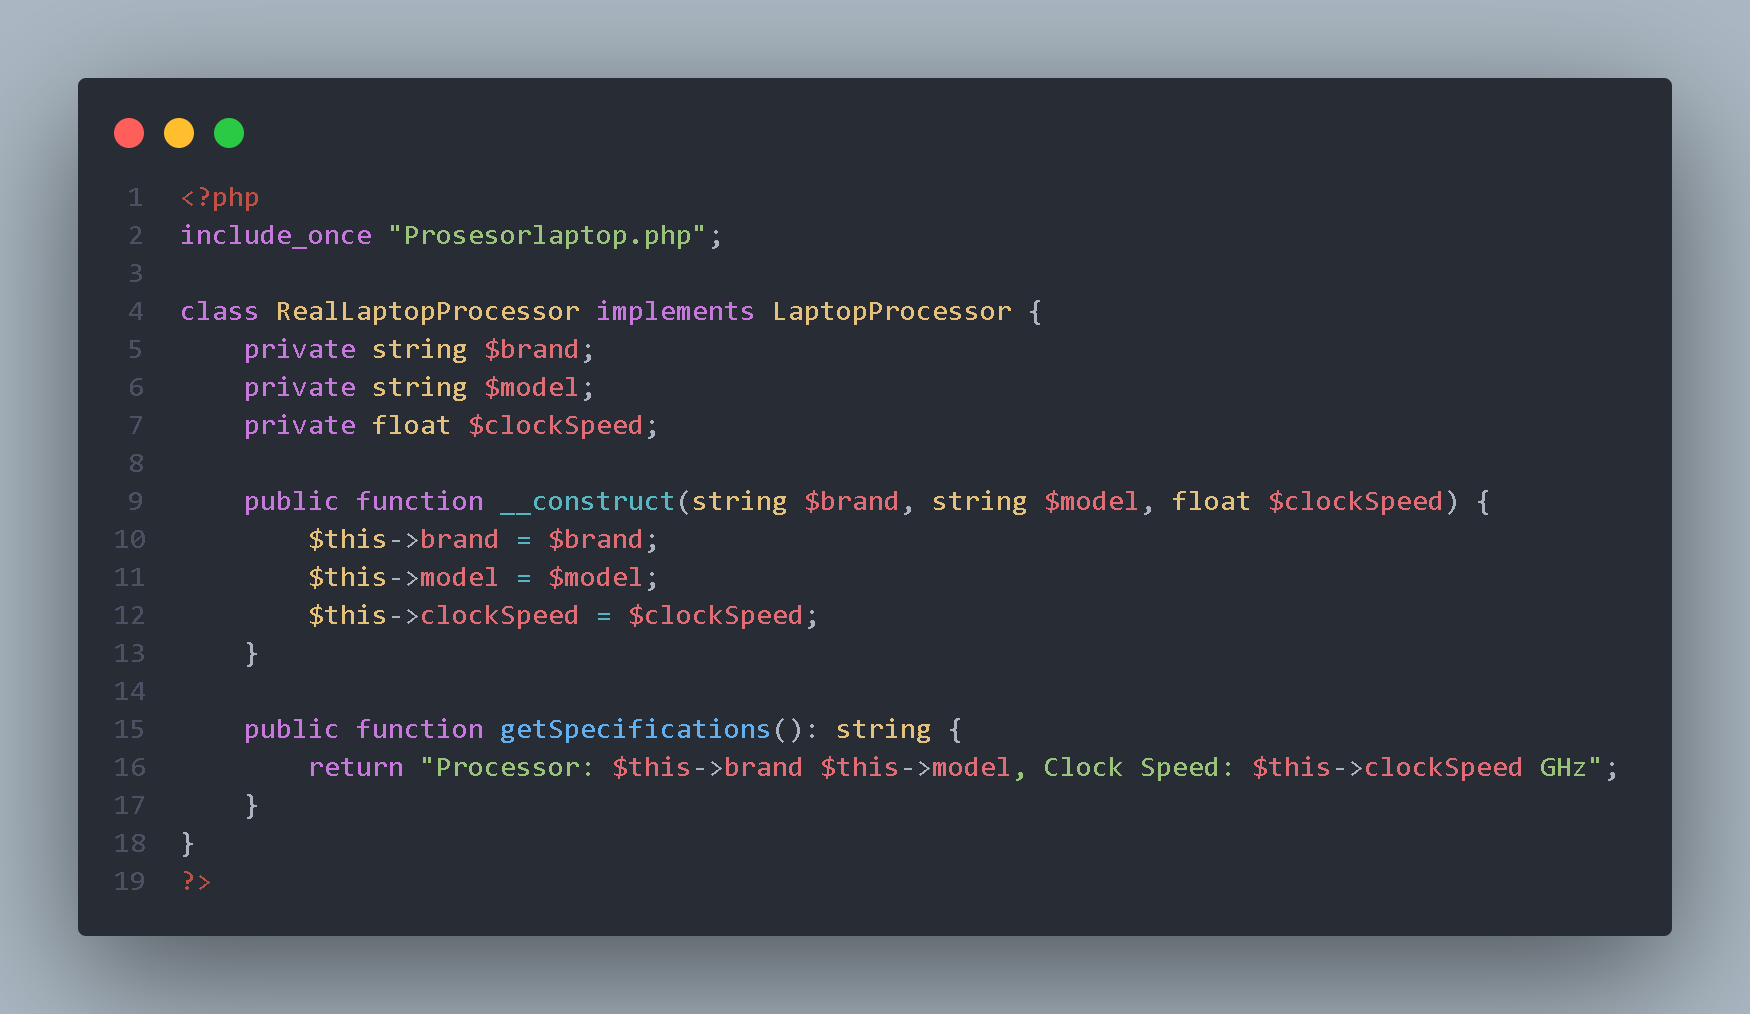 1 <?php
2 include_once "Prosesorlaptop.php";
3
4 class RealLaptopProcessor implements LaptopProcessor {
5     private string $brand;
6     private string $model;
7     private float $clockSpeed;
8
9     public function __construct(string $brand, string $model, float $clockSpeed) {
10         $this->brand = $brand;
11         $this->model = $model;
12         $this->clockSpeed = $clockSpeed;
13     }
14
15     public function getSpecifications(): string {
16         return "Processor: $this->brand $this->model, Clock Speed: $this->clockSpeed GHz";
17     }
18 }
19 ?>